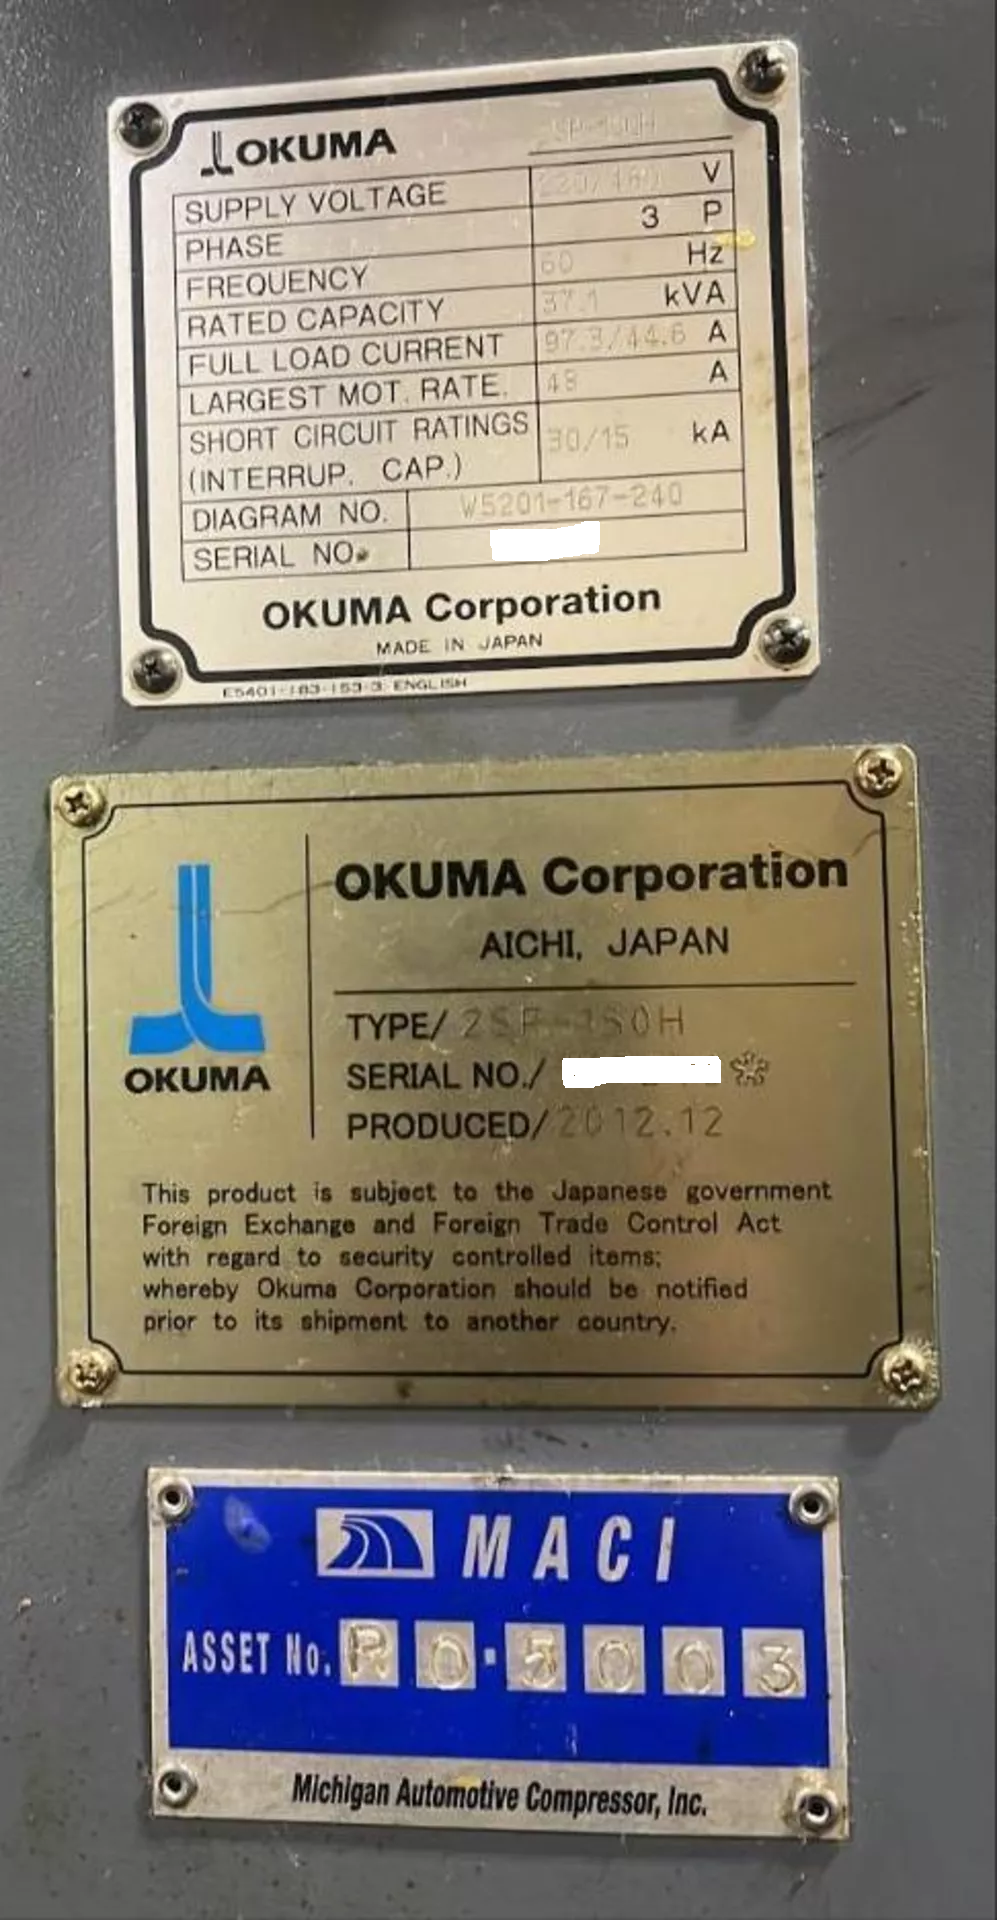 OKUMA SP-150H
SUPPLY VOLTAGE 220/480 V
PHASE 3 P
FREQUENCY 60 Hz
RATED CAPACITY 37.1 kVA
FULL LOAD CURRENT 97.3/44.6 A
LARGEST MOT. RATE. 48 A
SHORT CIRCUIT RATINGS 30/15 kA
(INTERRUP. CAP.)
DIAGRAM NO. W5201-167-240
SERIAL NO.
OKUMA Corporation
MADE IN JAPAN
E5401-183-153-3 ENGLISH
OKUMA Corporation
AICHI, JAPAN
TYPE/ 2SP-150H
SERIAL NO./
PRODUCED/ 2012.12
OKUMA
This product is subject to the Japanese government
Foreign Exchange and Foreign Trade Control Act
with regard to security controlled items;
whereby Okuma Corporation should be notified
prior to its shipment to another country.
MACI
ASSET No. R0-5003
Michigan Automotive Compressor, Inc.